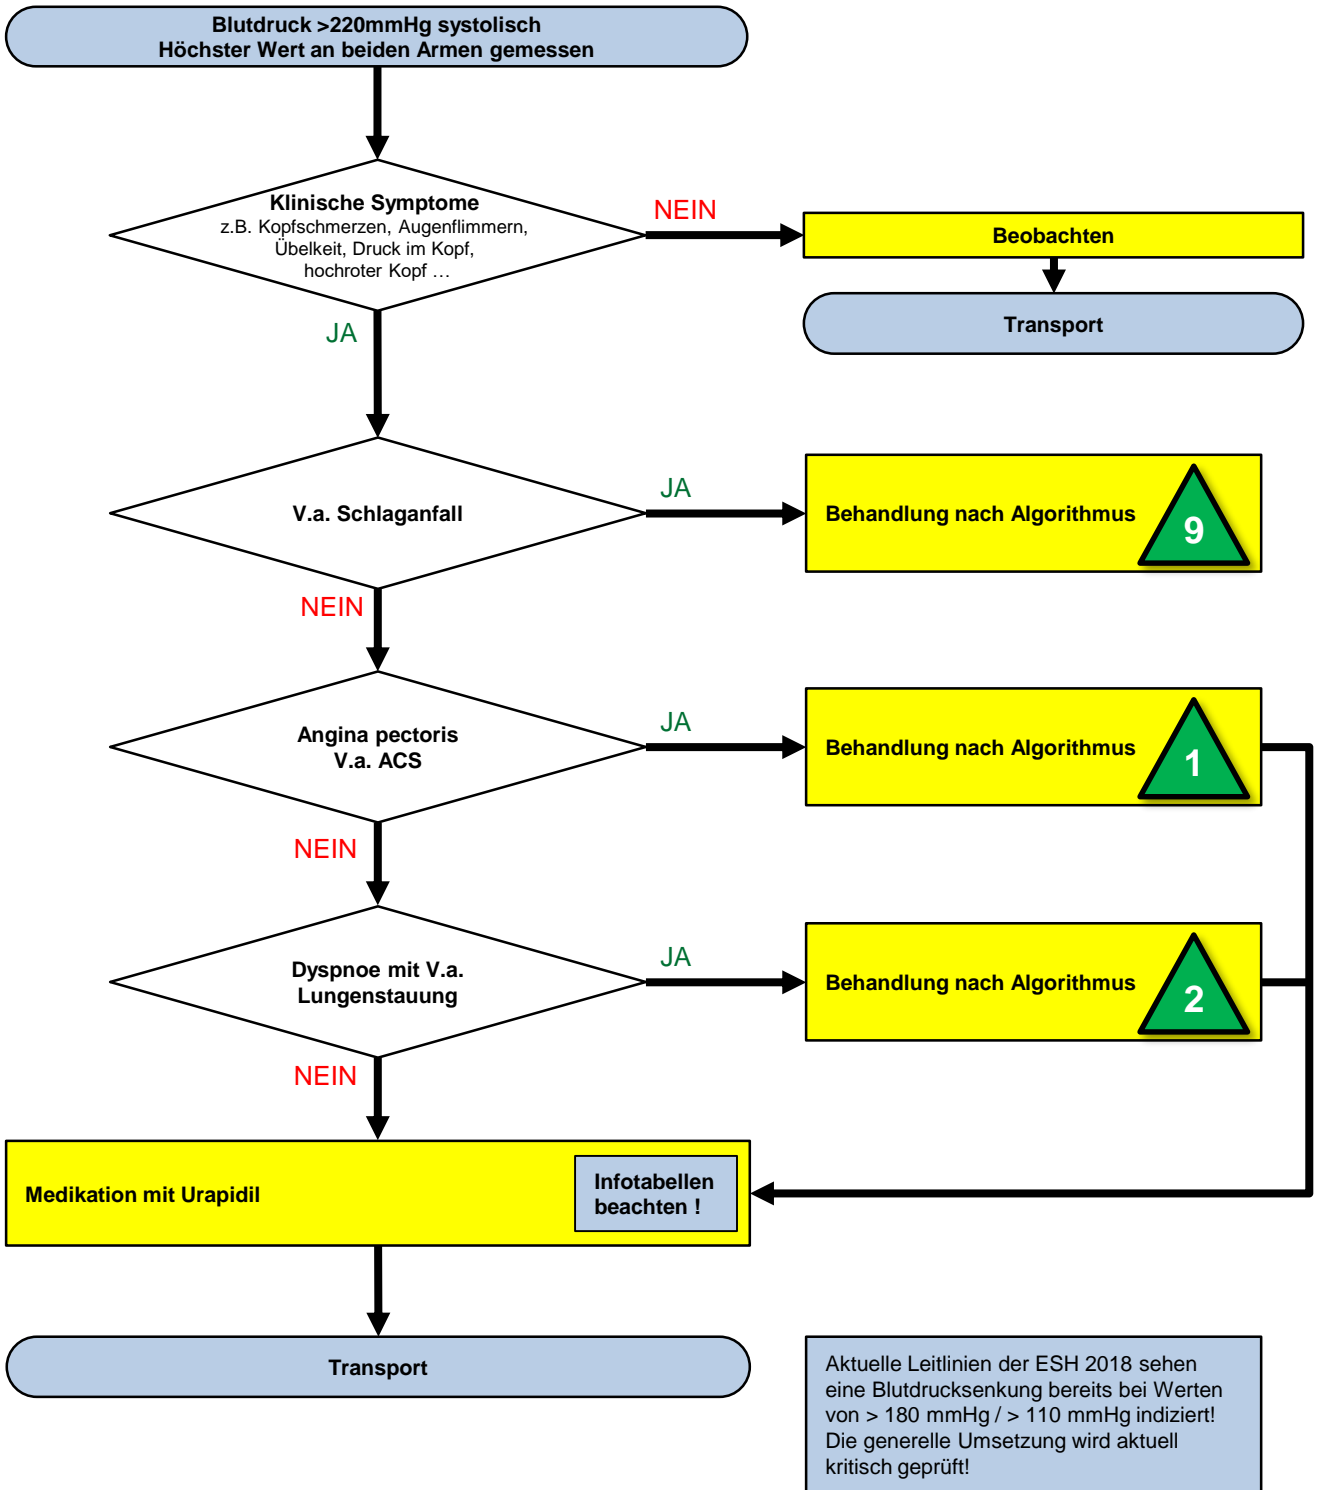 Blutdruck >220mmHg systolisch
Höchster Wert an beiden Armen gemessen
Klinische Symptome
z.B. Kopfschmerzen, Augenflimmern,
Übelkeit, Druck im Kopf,
hochroter Kopf ...
NEIN
Beobachten
Transport
JA
V.a. Schlaganfall
JA
Behandlung nach Algorithmus
9
NEIN
Angina pectoris
V.a. ACS
JA
Behandlung nach Algorithmus
1
NEIN
Dyspnoe mit V.a.
Lungenstauung
JA
Behandlung nach Algorithmus
2
NEIN
Medikation mit Urapidil
Infotabellen
beachten !
Transport
Aktuelle Leitlinien der ESH 2018 sehen
eine Blutdrucksenkung bereits bei Werten
von > 180 mmHg / > 110 mmHg indiziert!
Die generelle Umsetzung wird aktuell
kritisch geprüft!